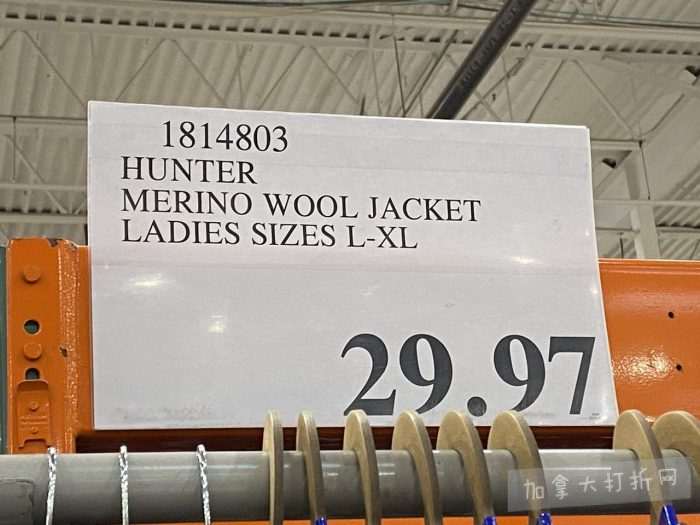 1814803
HUNTER
MERINO WOOL JACKET
LADIES SIZES L-XL
29.97
加拿大打折网